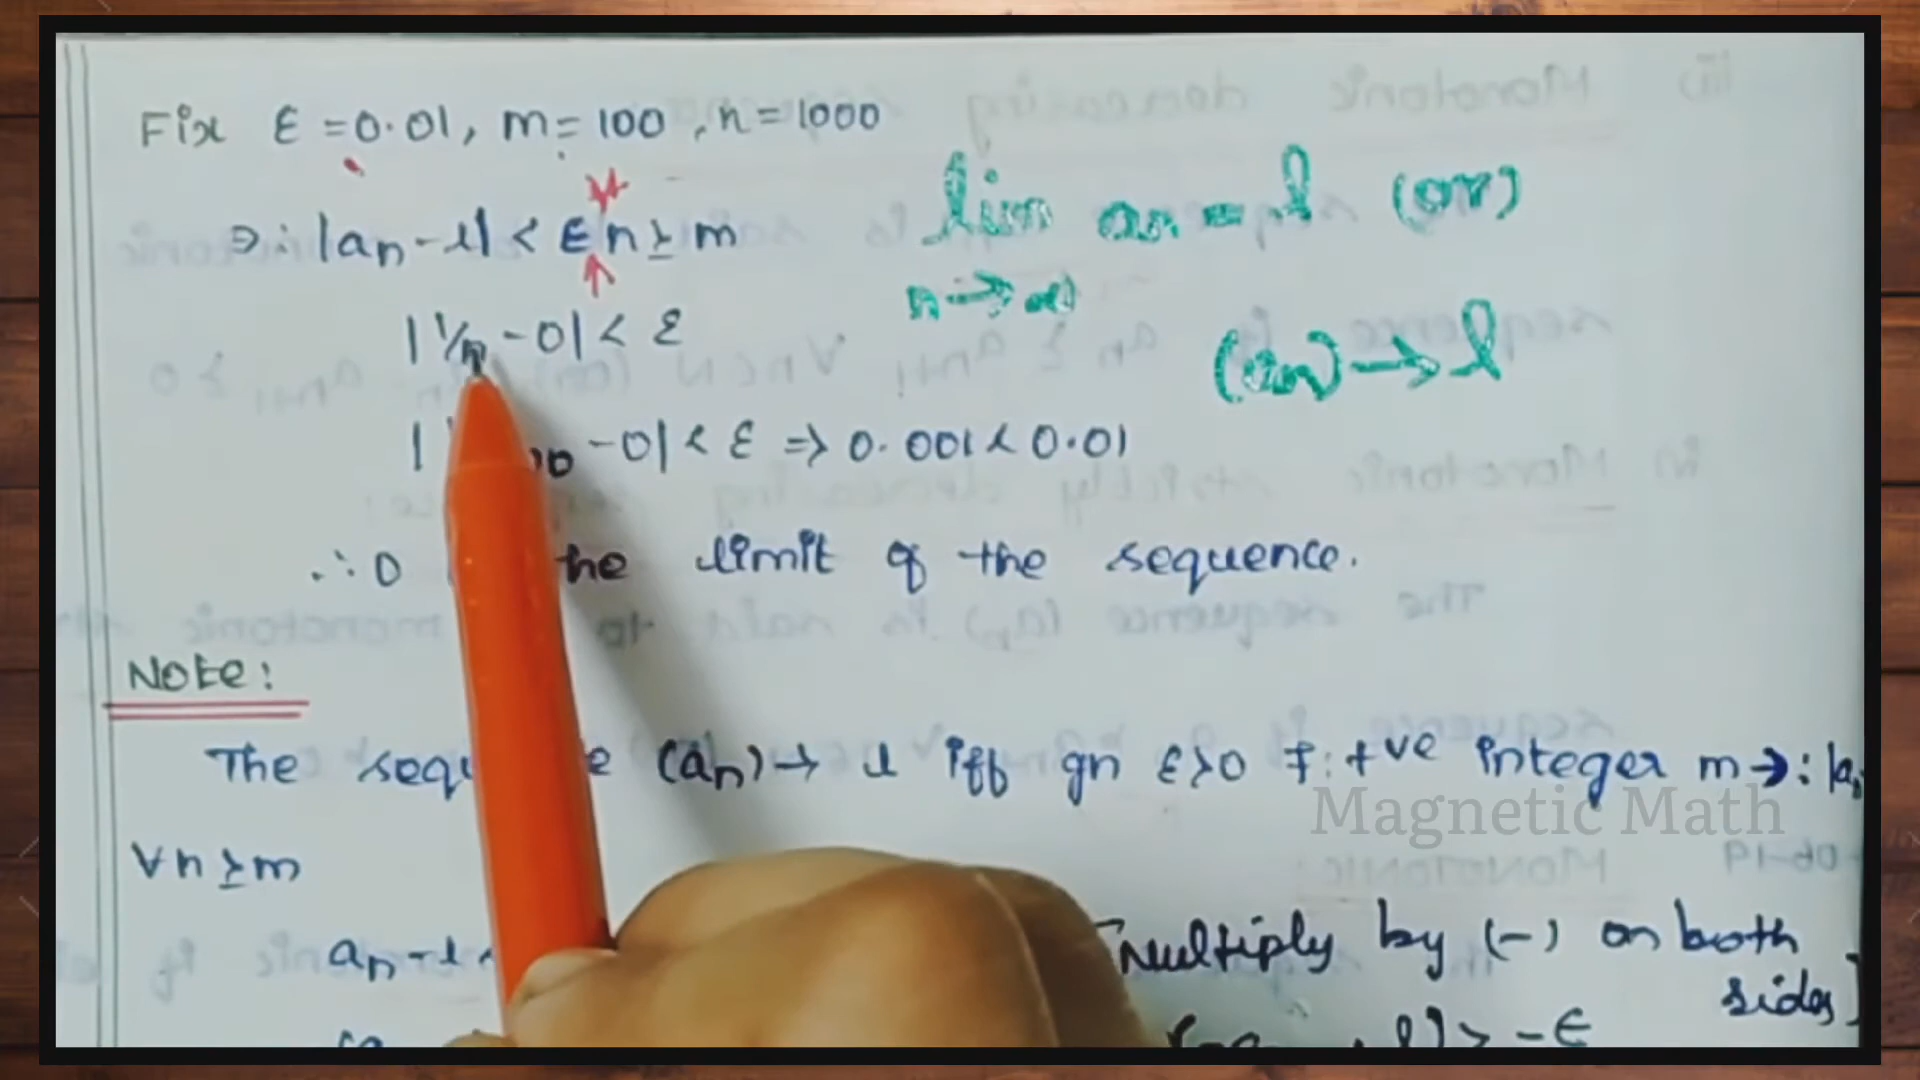 Fix ε = 0.01, m = 100, n = 1000
∋: |aₙ - l| < ε n ≥ m
lim aₙ = l (or)
n → ∞
|1/n - 0| < ε
(aₙ) → l
- 0| < ε ⇒ 0.001 < 0.01
∴ 0 the limit of the sequence.
Note:
The (aₙ) → l iff gn ε>0 ∃: +ve integer m ∋: |aₙ
Magnetic Math
∀ n ≥ m
aₙ - l <
[Multiply by (-) on both
sides]
> -ε